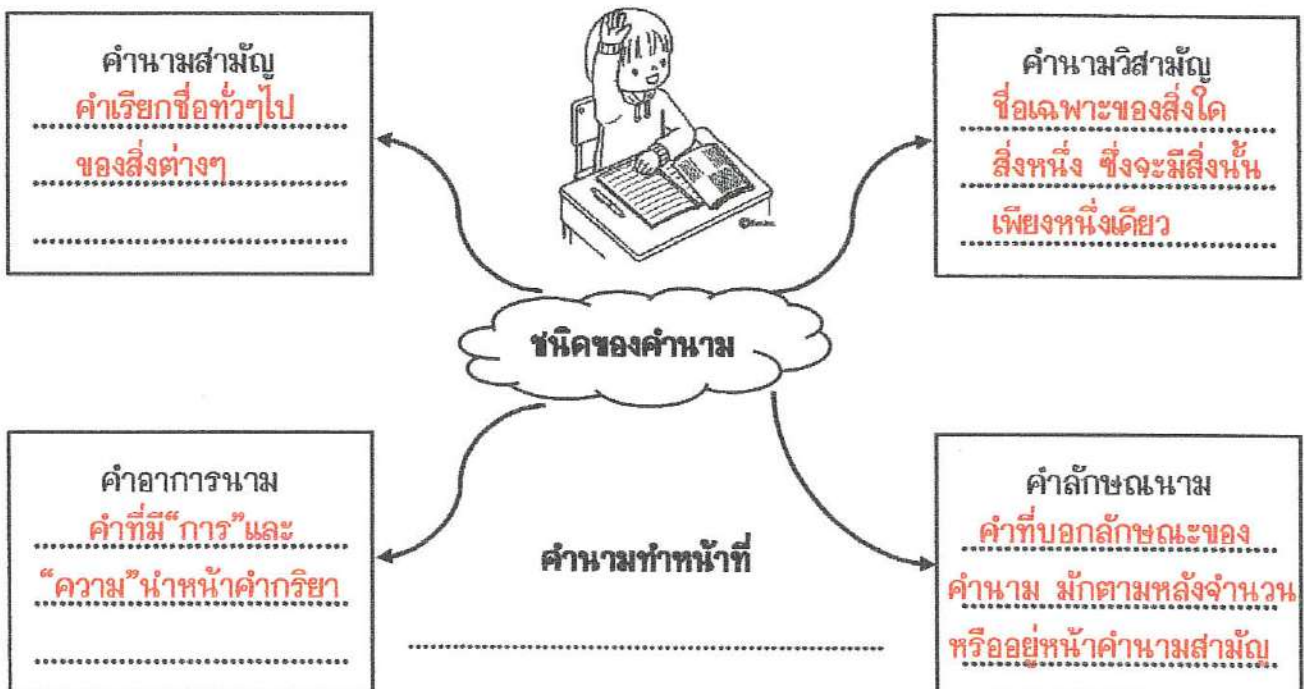 คำนามสามัญ
คำเรียกชื่อทั่วๆไป
ของสิ่งต่างๆ
คำนามวิสามัญ
ชื่อเฉพาะของสิ่งใด
สิ่งหนึ่ง ซึ่งจะมีสิ่งนั้น
เพียงหนึ่งเดียว
ชนิดของคำนาม
คำอาการนาม
คำที่มี“การ”และ
“ความ”นำหน้าคำกริยา
คำนามทำหน้าที่
คำลักษณนาม
คำที่บอกลักษณะของ
คำนาม มักตามหลังจำนวน
หรืออยู่หน้าคำนามสามัญ